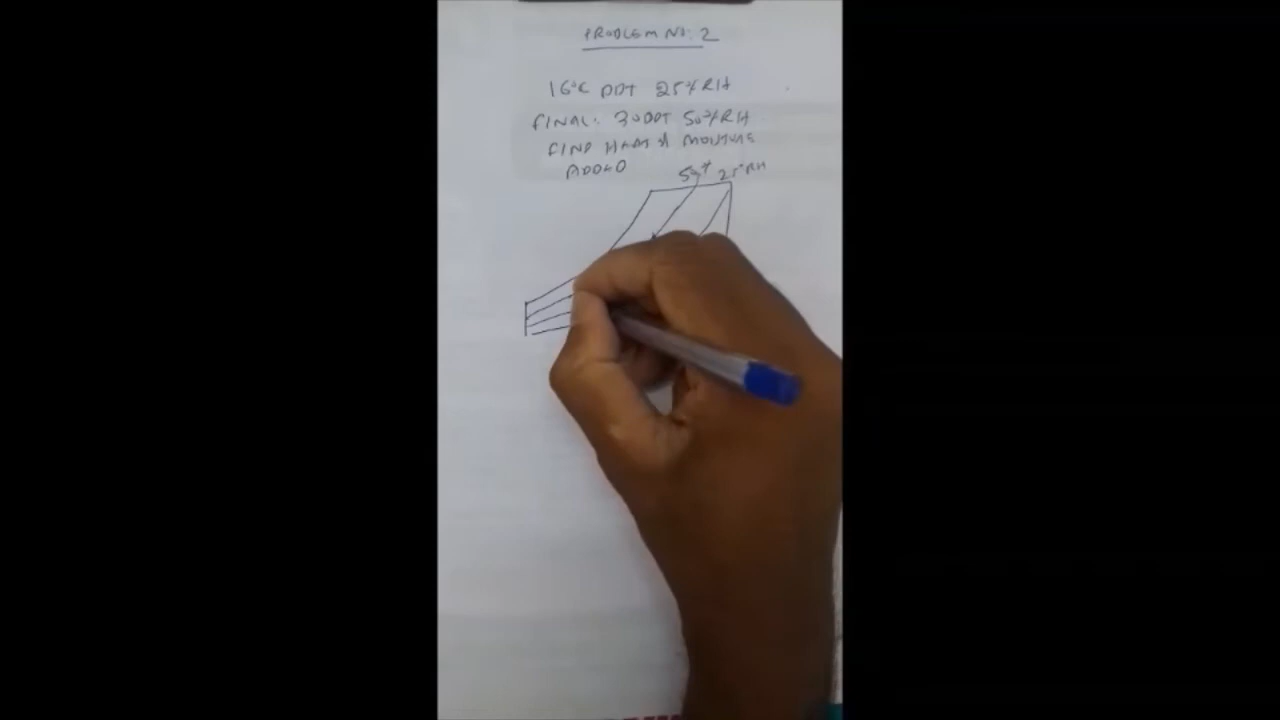 PROBLEM NO: 2
16°C DBT 25% RH
FINAL: 30 DBT 50% RH
FIND HEAT & MOISTURE
ADDED
50% 25% RH